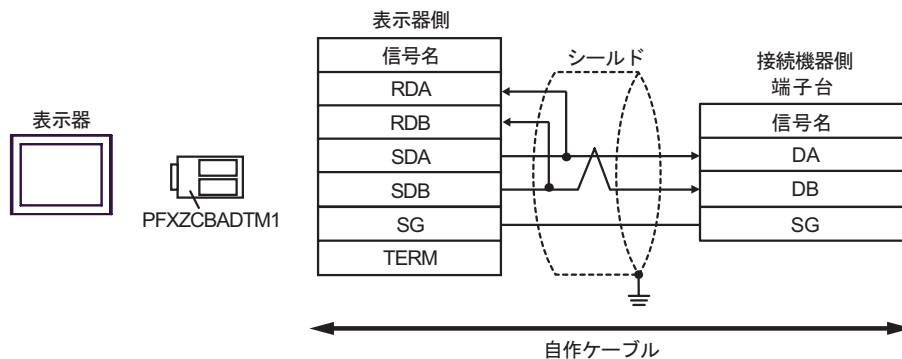 表示器
PFXZCBADTM1
表示器側
信号名
RDA
RDB
SDA
SDB
SG
TERM
シールド
接続機器側
端子台
信号名
DA
DB
SG
自作ケーブル